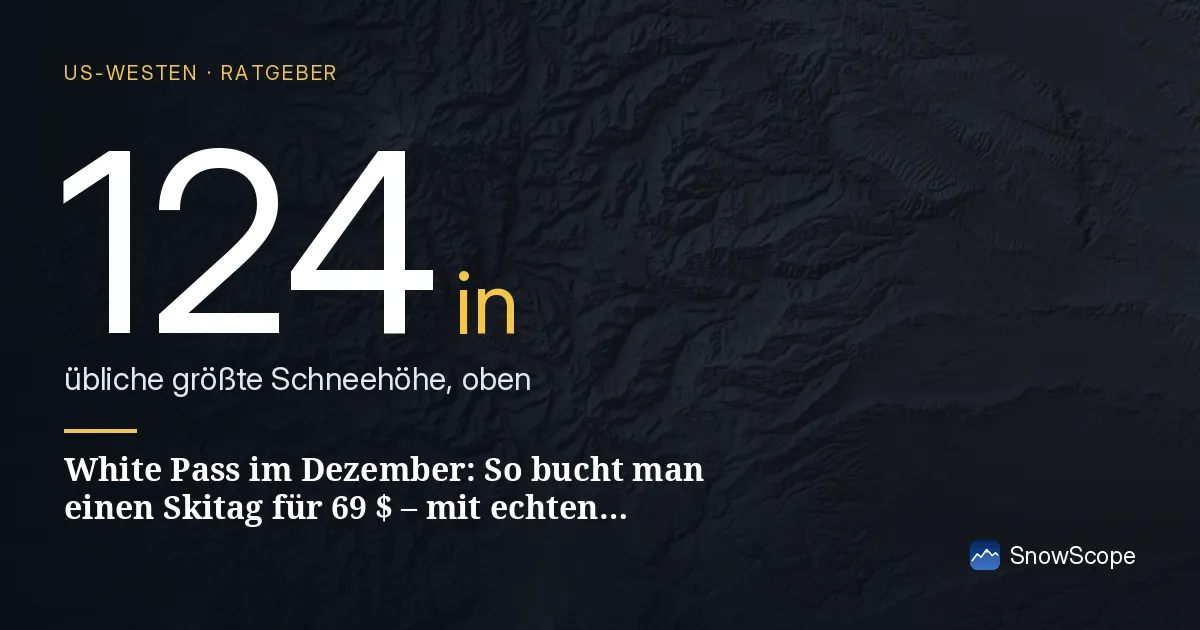 US-WESTEN · RATGEBER
124 in
übliche größte Schneehöhe, oben
White Pass im Dezember: So bucht man
einen Skitag für 69 $ – mit echten…
SnowScope